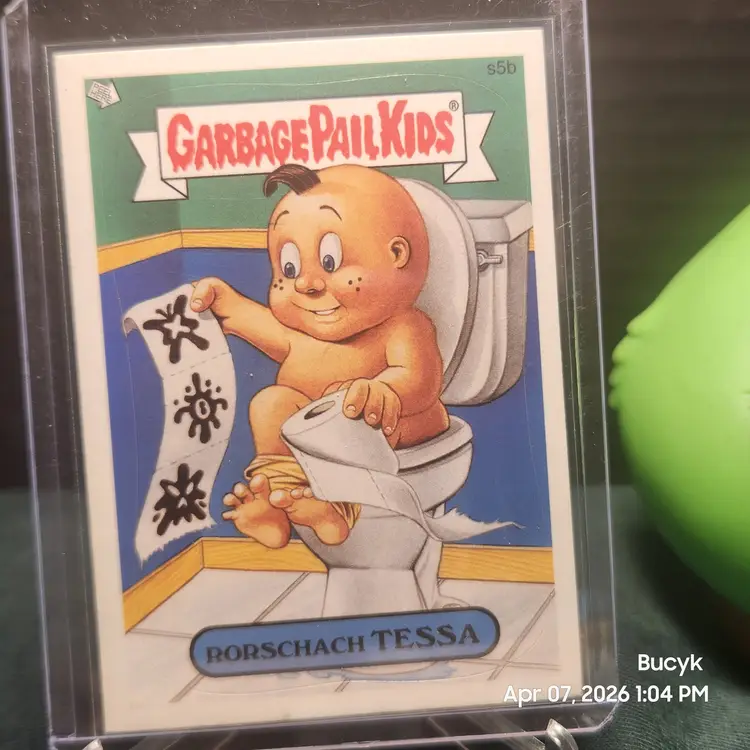 s5b
GARBAGE PAIL KIDS®
RORSCHACH TESSA
Bucyk
Apr 07, 2026 1:04 PM